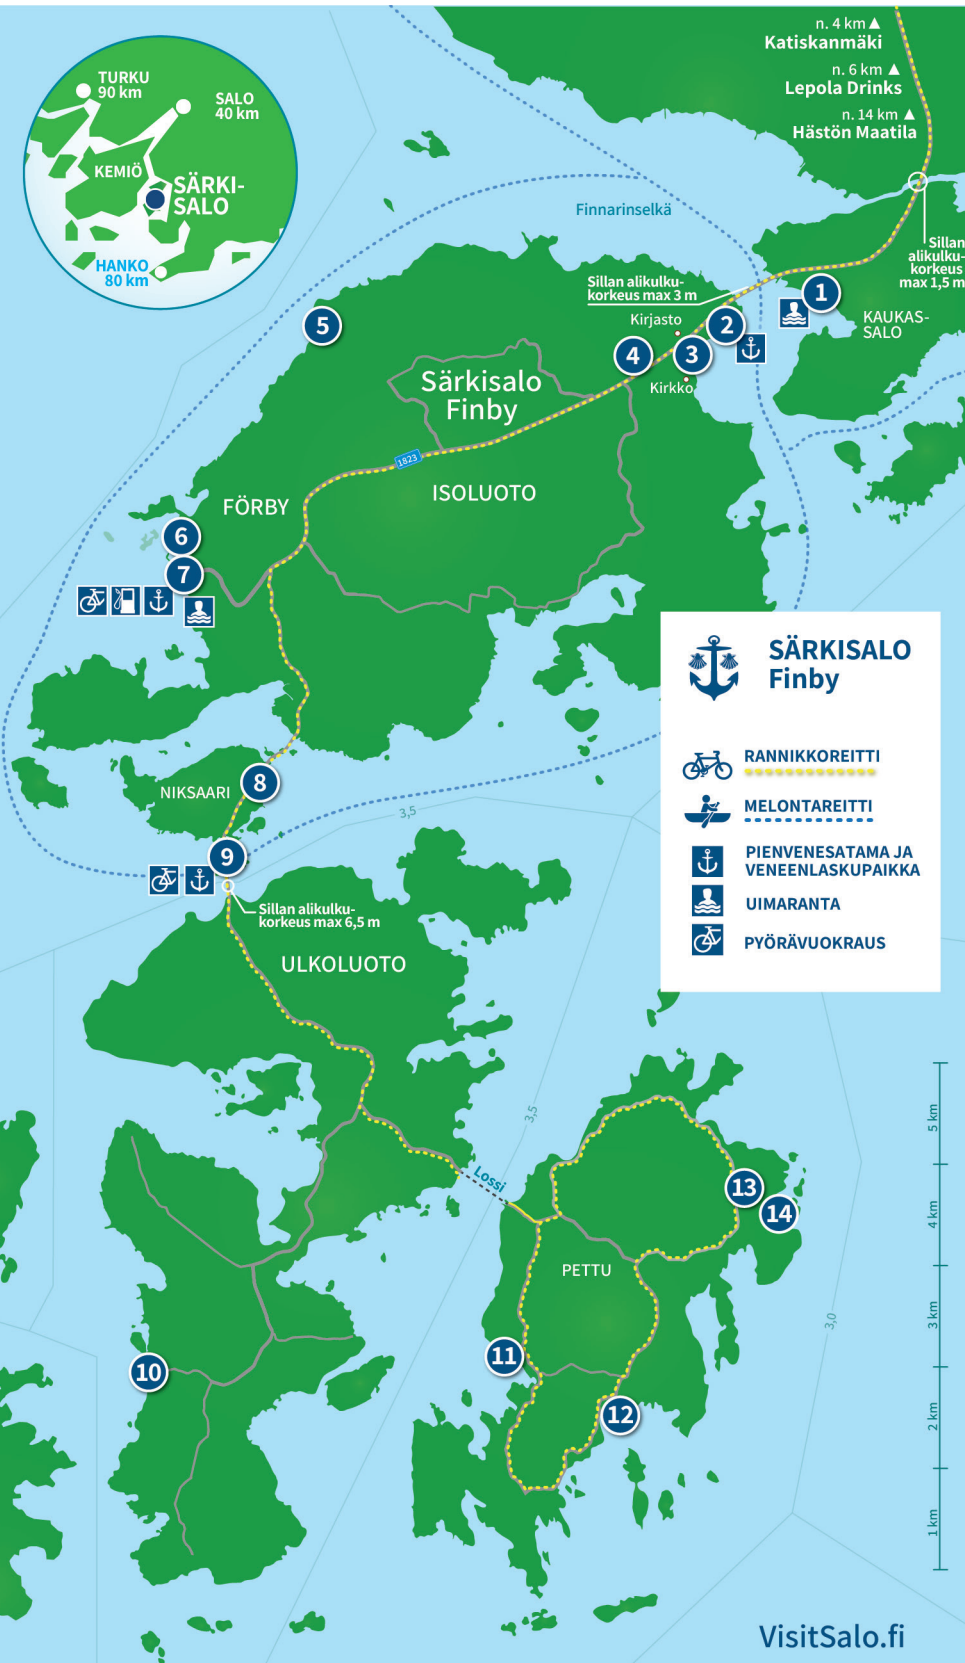 n. 4 km ▲
Katiskanmäki
n. 6 km ▲
Lepola Drinks
n. 14 km ▲
Hästön Maatila
TURKU
90 km
SALO
40 km
KEMIÖ
SÄRKI-
SALO
HANKO
80 km
Finnarinselkä
Sillan
alikulku-
korkeus
max 1,5 m
Sillan alikulku-
korkeus max 3 m
1
KAUKAS-
SALO
Kirjasto
2
3
4
Kirkko
5
Särkisalo
Finby
1823
ISOLUOTO
FÖRBY
6
7
SÄRKISALO
Finby
RANNIKKOREITTI
MELONTAREITTI
PIENVENESATAMA JA
VENEENLASKUPAIKKA
UIMARANTA
PYÖRÄVUOKRAUS
NIKSAARI
8
3,5
9
Sillan alikulku-
korkeus max 6,5 m
ULKOLUOTO
3,5
Lossi
13
14
PETTU
3,0
11
10
12
5 km
4 km
3 km
2 km
1 km
VisitSalo.fi